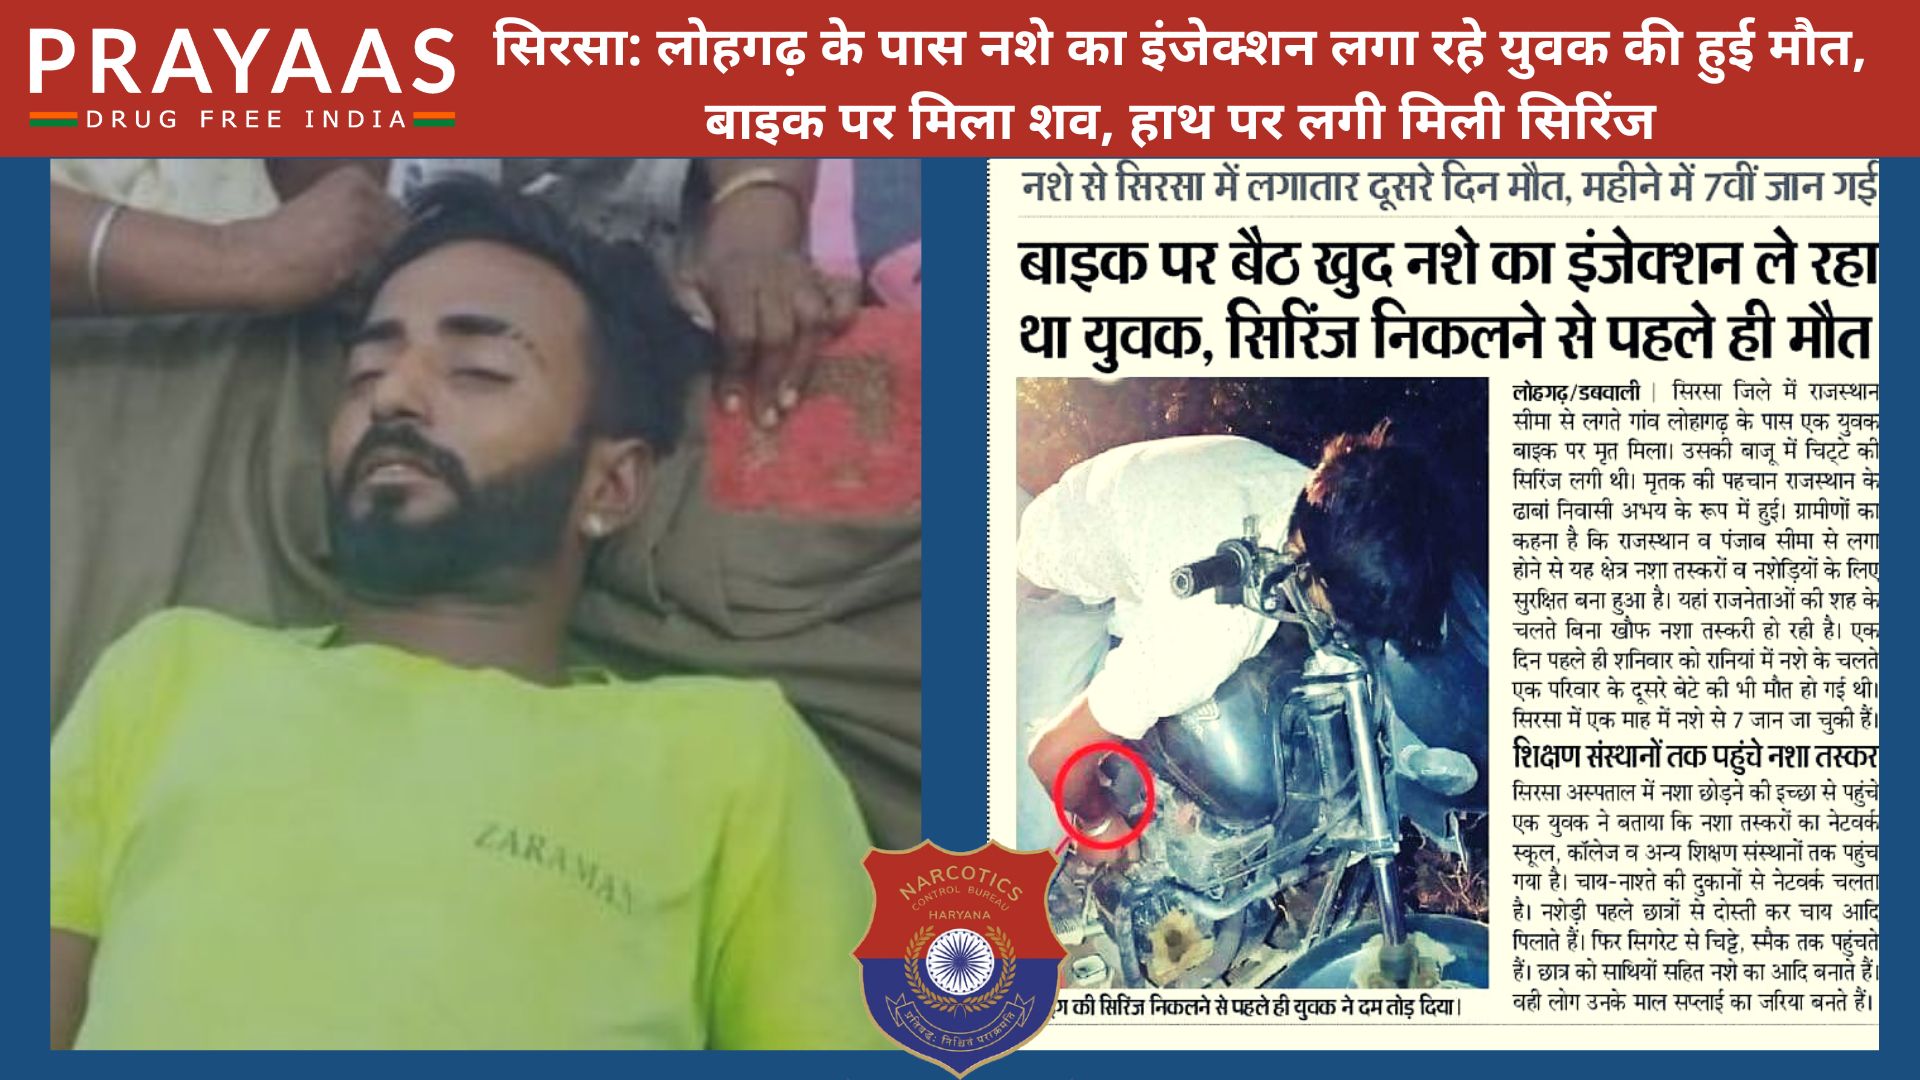 PRAYAAS
DRUG FREE INDIA
सिरसा: लोहगढ़ के पास नशे का इंजेक्शन लगा रहे युवक की हुई मौत,
बाइक पर मिला शव, हाथ पर लगी मिली सिरिंज
ZARAMAN
नशे से सिरसा में लगातार दूसरे दिन मौत, महीने में 7वीं जान गई
बाइक पर बैठ खुद नशे का इंजेक्शन ले रहा
था युवक, सिरिंज निकलने से पहले ही मौत
लोहगढ़/डबवाली | सिरसा जिले में राजस्थान
सीमा से लगते गांव लोहागढ़ के पास एक युवक
बाइक पर मृत मिला। उसकी बाजू में चिट्टे की
सिरिंज लगी थी। मृतक की पहचान राजस्थान के
ढाबां निवासी अभय के रूप में हुई। ग्रामीणों का
कहना है कि राजस्थान व पंजाब सीमा से लगा
होने से यह क्षेत्र नशा तस्करों व नशेड़ियों के लिए
सुरक्षित बना हुआ है। यहां राजनेताओं की शह के
चलते बिना खौफ नशा तस्करी हो रही है। एक
दिन पहले ही शनिवार को रानियां में नशे के चलते
एक परिवार के दूसरे बेटे की भी मौत हो गई थी।
सिरसा में एक माह में नशे से 7 जान जा चुकी हैं।
शिक्षण संस्थानों तक पहुंचे नशा तस्कर
सिरसा अस्पताल में नशा छोड़ने की इच्छा से पहुंचे
एक युवक ने बताया कि नशा तस्करों का नेटवर्क
स्कूल, कॉलेज व अन्य शिक्षण संस्थानों तक पहुंच
गया है। चाय-नाश्ते की दुकानों से नेटवर्क चलता
है। नशेड़ी पहले छात्रों से दोस्ती कर चाय आदि
पिलाते हैं। फिर सिगरेट से चिट्टे, स्मैक तक पहुंचते
हैं। छात्र को साथियों सहित नशे का आदि बनाते हैं।
वही लोग उनके माल सप्लाई का जरिया बनते हैं।
की सिरिंज निकलने से पहले ही युवक ने दम तोड़ दिया।
NARCOTICS
CONTROL BUREAU
HARYANA